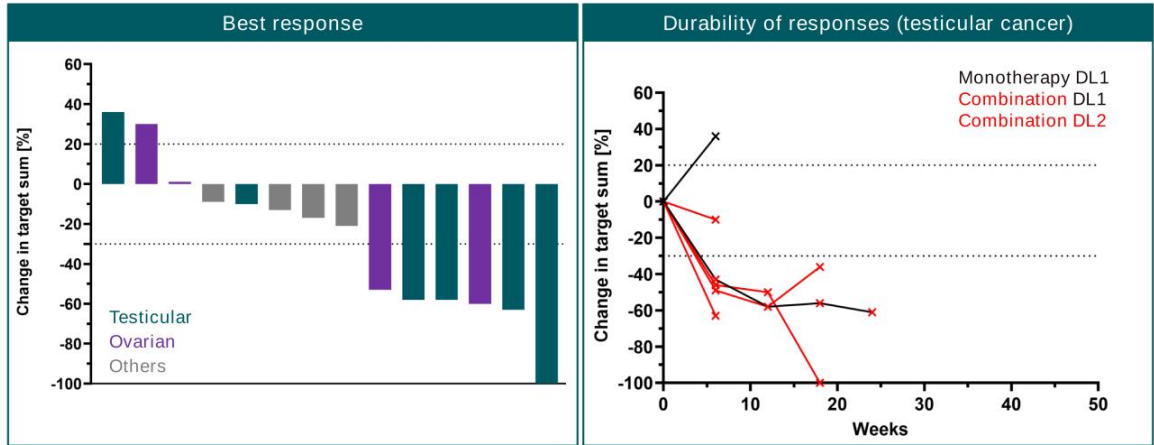 Best response
Change in target sum [%]
60
40
20
0
-20
-40
-60
-80
-100
Testicular
Ovarian
Others
Durability of responses (testicular cancer)
Monotherapy DL1
Combination DL1
Combination DL2
Change in target sum [%]
60
40
20
0
-20
-40
-60
-80
-100
0 10 20 30 40 50
Weeks